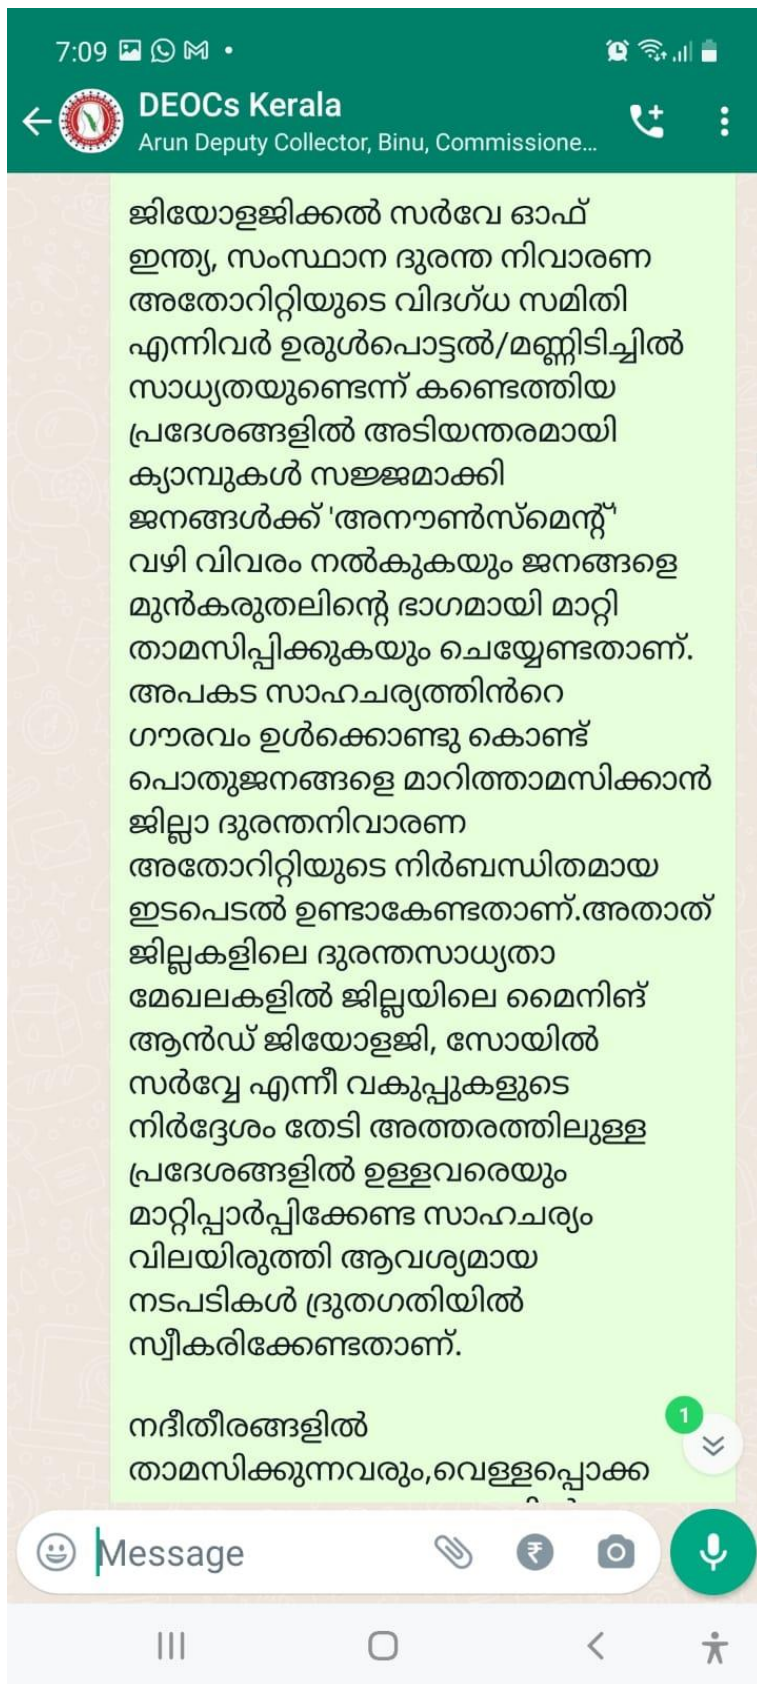 7:09
DEOCs Kerala
Arun Deputy Collector, Binu, Commissione...
ജിയോളജിക്കൽ സർവേ ഓഫ്
ഇന്ത്യ, സംസ്ഥാന ദുരന്ത നിവാരണ
അതോറിറ്റിയുടെ വിദഗ്ധ സമിതി
എന്നിവർ ഉരുൾപൊട്ടൽ/മണ്ണിടിച്ചിൽ
സാധ്യതയുണ്ടെന്ന് കണ്ടെത്തിയ
പ്രദേശങ്ങളിൽ അടിയന്തരമായി
ക്യാമ്പുകൾ സജ്ജമാക്കി
ജനങ്ങൾക്ക് 'അനൗൺസ്മെന്റ്'
വഴി വിവരം നൽകുകയും ജനങ്ങളെ
മുൻകരുതലിന്റെ ഭാഗമായി മാറ്റി
താമസിപ്പിക്കുകയും ചെയ്യേണ്ടതാണ്.
അപകട സാഹചര്യത്തിൻറെ
ഗൗരവം ഉൾക്കൊണ്ടു കൊണ്ട്
പൊതുജനങ്ങളെ മാറിത്താമസിക്കാൻ
ജില്ലാ ദുരന്തനിവാരണ
അതോറിറ്റിയുടെ നിർബന്ധിതമായ
ഇടപെടൽ ഉണ്ടാകേണ്ടതാണ്.അതാത്
ജില്ലകളിലെ ദുരന്തസാധ്യതാ
മേഖലകളിൽ ജില്ലയിലെ മൈനിങ്
ആൻഡ് ജിയോളജി, സോയിൽ
സർവ്വേ എന്നീ വകുപ്പുകളുടെ
നിർദ്ദേശം തേടി അത്തരത്തിലുള്ള
പ്രദേശങ്ങളിൽ ഉള്ളവരെയും
മാറ്റിപ്പാർപ്പിക്കേണ്ട സാഹചര്യം
വിലയിരുത്തി ആവശ്യമായ
നടപടികൾ ദ്രുതഗതിയിൽ
സ്വീകരിക്കേണ്ടതാണ്.
നദീതീരങ്ങളിൽ
താമസിക്കുന്നവരും,വെള്ളപ്പൊക്ക
1
Message